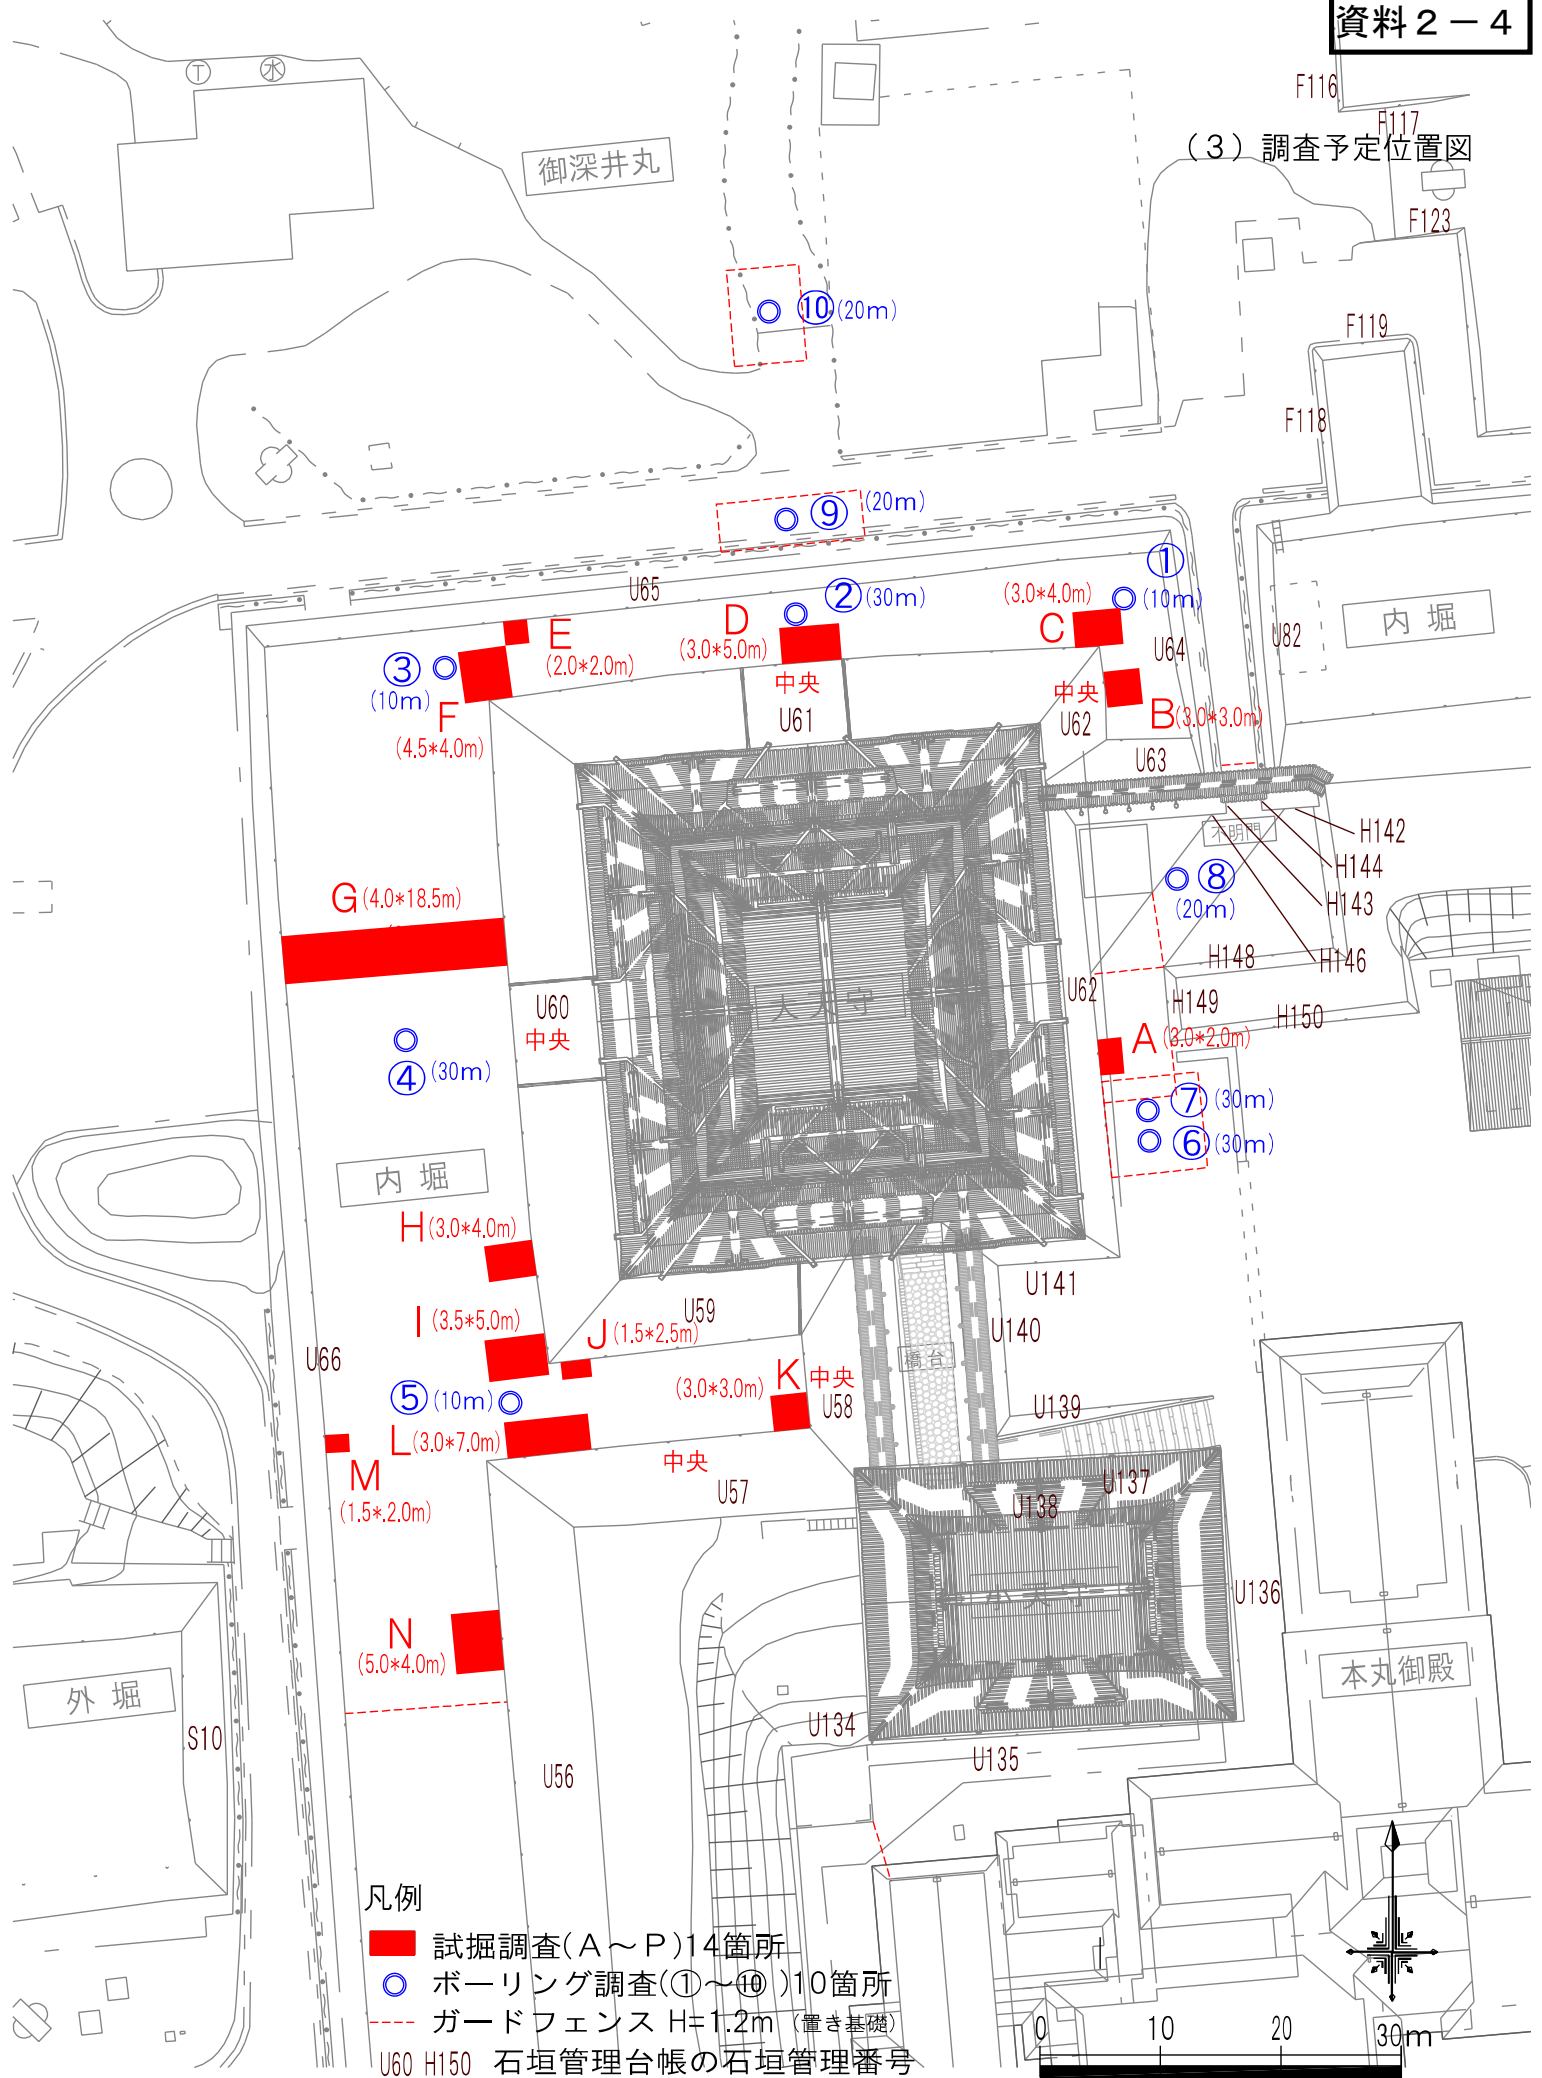 資料２－４
（３）調査予定位置図
F116
F117
F123
F119
F118
T
水
御深井丸
⑩(20m)
⑨(20m)
①(10m)
U65
②(30m)
D
(3.0*5.0m)
中央
U61
(3.0*4.0m)
C
U64
U82
内堀
E
(2.0*2.0m)
③
(10m)
F
(4.5*4.0m)
中央
U62
B(3.0*3.0m)
U63
不明門
H142
H144
H143
H146
⑧
(20m)
H148
H149
H150
G(4.0*18.5m)
U60
中央
大天守
U62
A(3.0*2.0m)
④(30m)
⑦(30m)
⑥(30m)
内堀
H(3.0*4.0m)
I(3.5*5.0m)
J(1.5*2.5m)
U59
U141
U140
橋台
U66
⑤(10m)
(3.0*3.0m)
K
中央
U58
U139
L(3.0*7.0m)
中央
U57
M
(1.5*.2.0m)
U137
U138
U136
N
(5.0*4.0m)
外堀
S10
本丸御殿
U134
U135
U56
凡例
試掘調査(Ａ～Ｐ)14箇所
ボーリング調査(①～⑩)10箇所
ガードフェンス H=1.2m（置き基礎）
U60 H150 石垣管理台帳の石垣管理番号
0 10 20 30m